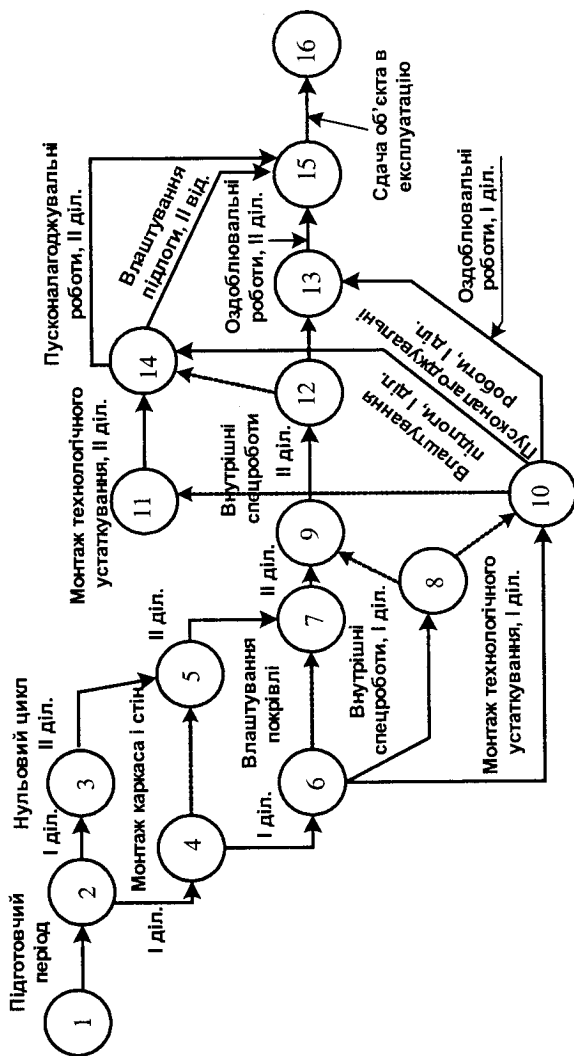 Підготовчий
період
Нульовий цикл
І діл.
ІІ діл.
І діл.
Монтаж каркаса і стін
ІІ діл.
І діл.
Влаштування
покрівлі
ІІ діл.
Внутрішні
спецроботи, І діл.
Монтаж технологічного
устаткування, І діл.
Монтаж технологічного
устаткування, ІІ діл.
Внутрішні
спецроботи
ІІ діл.
Влаштування
підлоги, І діл.
Пусконалагоджувальні
роботи, І діл.
Пусконалагоджувальні
роботи, ІІ діл.
Влаштування
підлоги, ІІ від.
Оздоблювальні
роботи, ІІ діл.
Оздоблювальні
роботи, І діл.
Сдача об’єкта в
експлуатацію
1
2
3
4
5
6
7
8
9
10
11
12
13
14
15
16